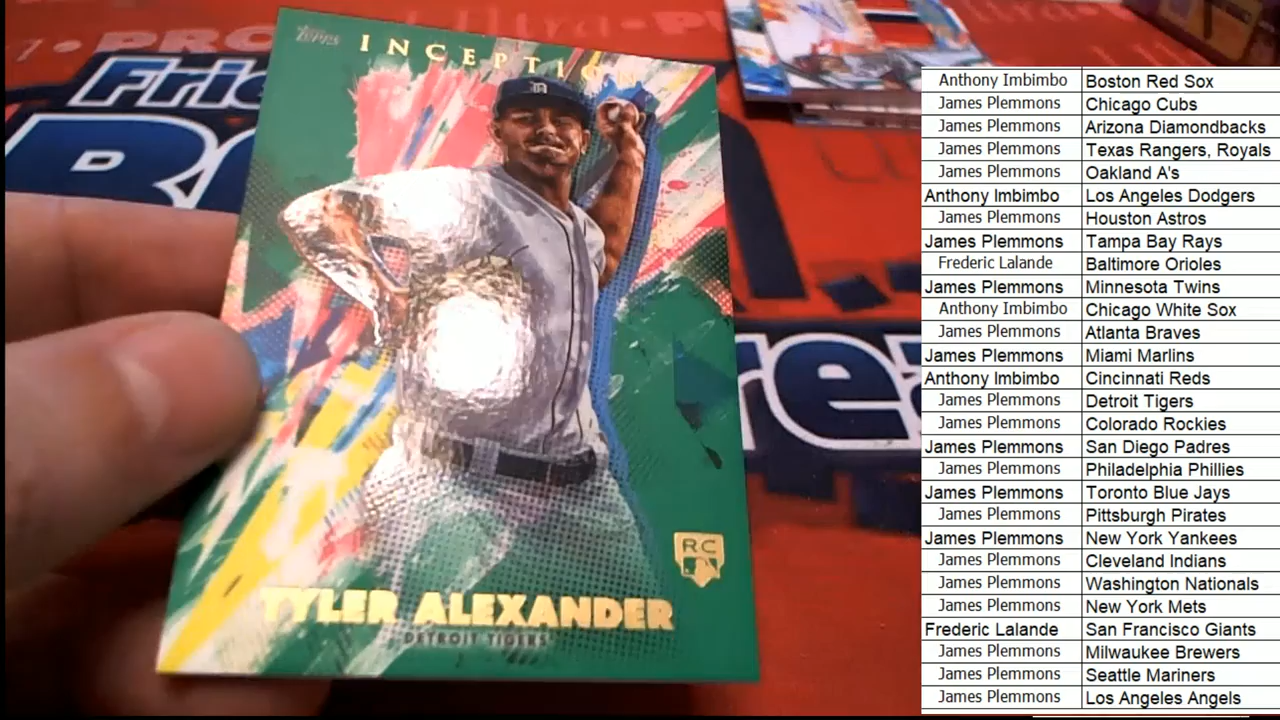 TOPPS INCEPTION
TYLER ALEXANDER
DETROIT TIGERS
RC
D
PRO
Ultra-Pro
Frie
rea
Anthony Imbimbo Boston Red Sox
James Plemmons Chicago Cubs
James Plemmons Arizona Diamondbacks
James Plemmons Texas Rangers, Royals
James Plemmons Oakland A's
Anthony Imbimbo Los Angeles Dodgers
James Plemmons Houston Astros
James Plemmons Tampa Bay Rays
Frederic Lalande Baltimore Orioles
James Plemmons Minnesota Twins
Anthony Imbimbo Chicago White Sox
James Plemmons Atlanta Braves
James Plemmons Miami Marlins
Anthony Imbimbo Cincinnati Reds
James Plemmons Detroit Tigers
James Plemmons Colorado Rockies
James Plemmons San Diego Padres
James Plemmons Philadelphia Phillies
James Plemmons Toronto Blue Jays
James Plemmons Pittsburgh Pirates
James Plemmons New York Yankees
James Plemmons Cleveland Indians
James Plemmons Washington Nationals
James Plemmons New York Mets
Frederic Lalande San Francisco Giants
James Plemmons Milwaukee Brewers
James Plemmons Seattle Mariners
James Plemmons Los Angeles Angels